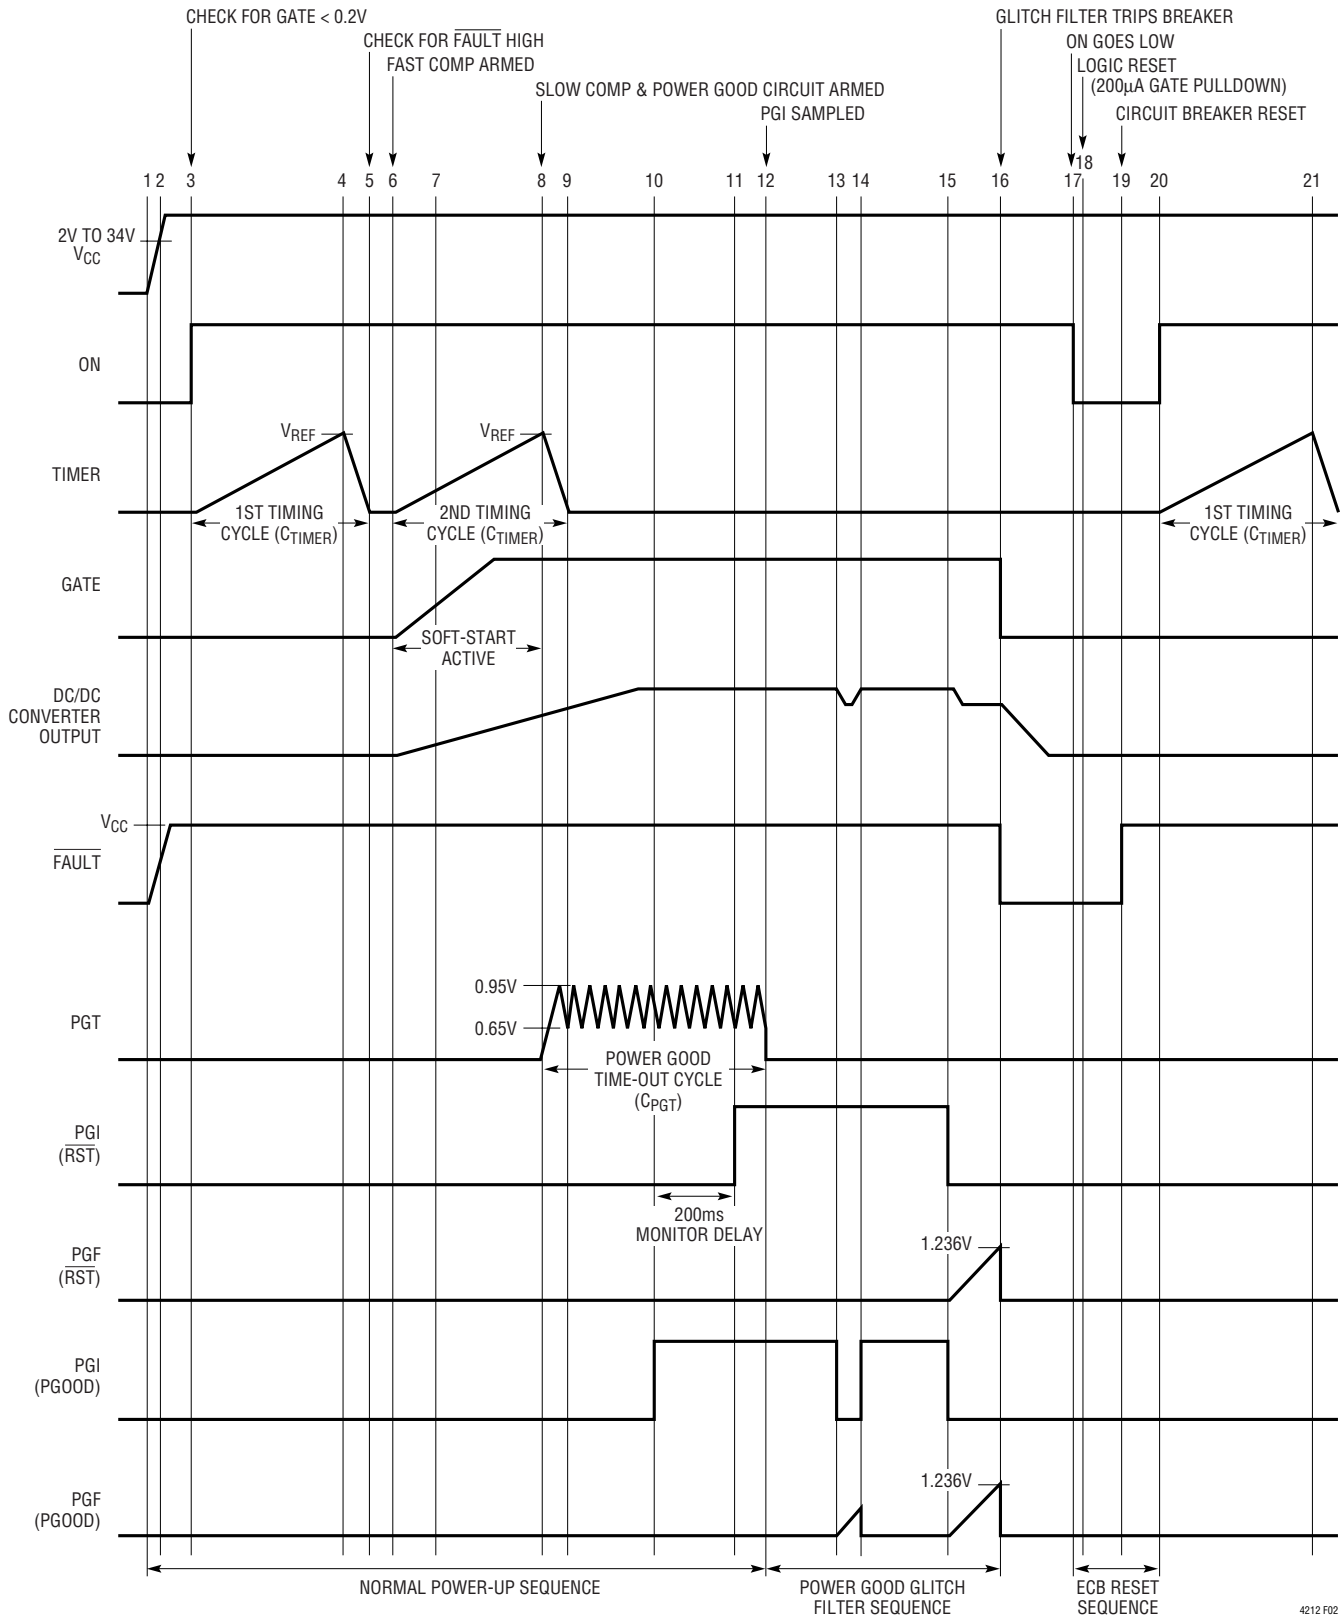 CHECK FOR GATE < 0.2V
GLITCH FILTER TRIPS BREAKER
CHECK FOR FAULT HIGH
ON GOES LOW
FAST COMP ARMED
LOGIC RESET
(200µA GATE PULLDOWN)
SLOW COMP & POWER GOOD CIRCUIT ARMED
PGI SAMPLED
CIRCUIT BREAKER RESET
1 2 3 4 5 6 7 8 9 10 11 12 13 14 15 16 17 18 19 20 21
2V TO 34V
VCC
ON
VREF
VREF
TIMER
1ST TIMING
CYCLE (CTIMER)
2ND TIMING
CYCLE (CTIMER)
1ST TIMING
CYCLE (CTIMER)
GATE
SOFT-START
ACTIVE
DC/DC
CONVERTER
OUTPUT
VCC
FAULT
0.95V
PGT
0.65V
POWER GOOD
TIME-OUT CYCLE
(CPGT)
PGI
(RST)
200ms
MONITOR DELAY
PGF
(RST)
1.236V
PGI
(PGOOD)
PGF
(PGOOD)
1.236V
NORMAL POWER-UP SEQUENCE
POWER GOOD GLITCH
FILTER SEQUENCE
ECB RESET
SEQUENCE
4212 F02